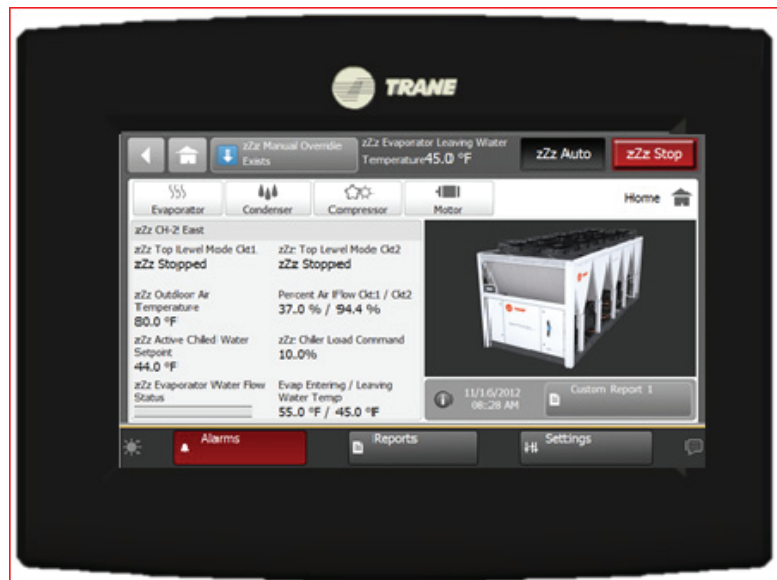 TRANE
zZz Manual Overrdie
Exists
zZz Evaporator Leaving Water
Temperature45.0 °F
zZz Auto
zZz Stop
Evaporator
Condenser
Compressor
Motor
Home
zZz CH-2 East
zZz Top Level Mode Ckt1
zZz Top Level Mode Ckt2
zZz Stopped
zZz Stopped
zZz Outdoor Air
Temperature
80.0 °F
Percent Air Flow Ckt1 / Ckt2
37.0 % / 94.4 %
zZz Active Chilled Water
Setpoint
44.0 °F
zZz Chiller Load Command
10.0%
zZz Evaporator Water Flow
Status
Evap Entering / Leaving
Water Temp
55.0 °F / 45.0 °F
11/16/2012
08:28 AM
Custom Report 1
Alarms
Reports
Settings